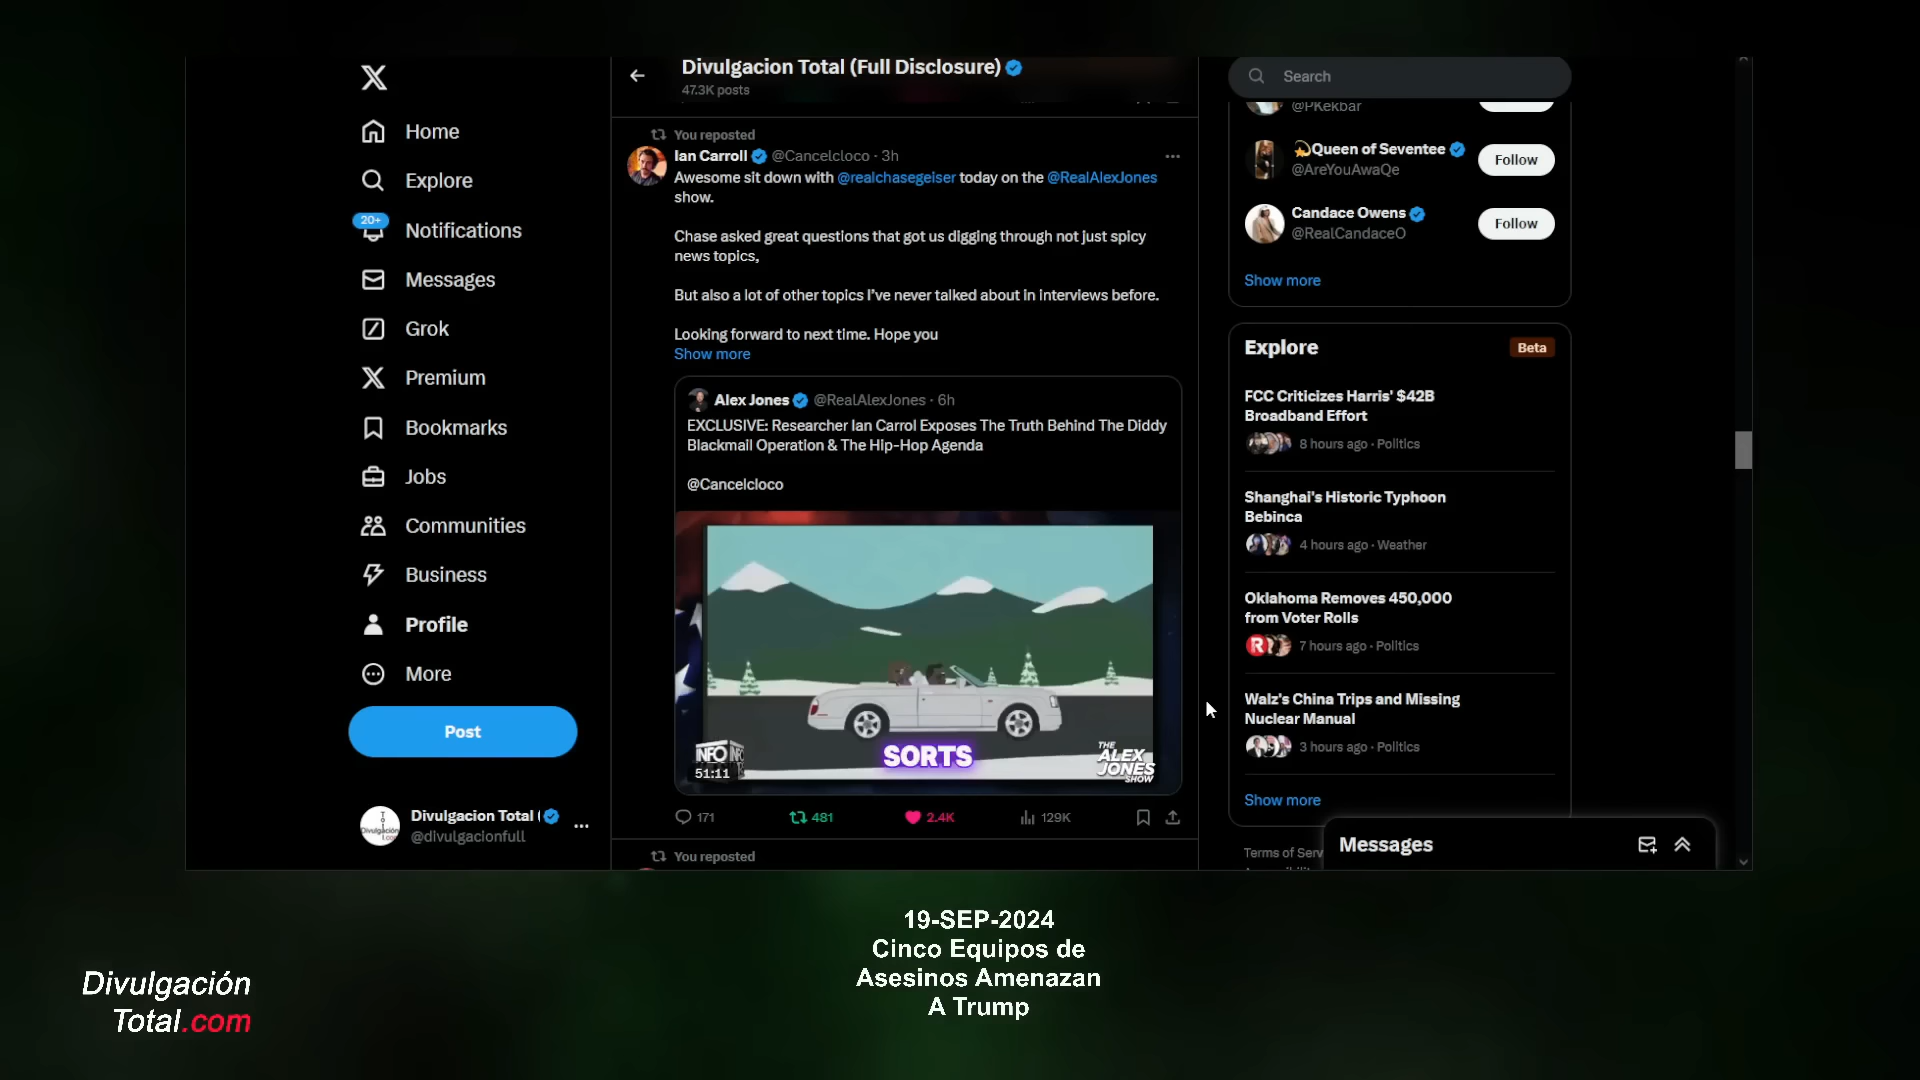 Home
Explore
20+
Notifications
Messages
Grok
Premium
Bookmarks
Jobs
Communities
Business
Profile
More
Post
Divulgacion Total (
@divulgacionfull
Divulgacion Total (Full Disclosure)
47.3K posts
You reposted
Ian Carroll @Cancelcloco · 3h
Awesome sit down with @realchasegeiser today on the @RealAlexJones
show.
Chase asked great questions that got us digging through not just spicy
news topics,
But also a lot of other topics I've never talked about in interviews before.
Looking forward to next time. Hope you
Show more
Alex Jones @RealAlexJones · 6h
EXCLUSIVE: Researcher Ian Carrol Exposes The Truth Behind The Diddy
Blackmail Operation & The Hip-Hop Agenda
@Cancelcloco
INFO
51:11
SORTS
THE
ALEX
JONES
SHOW
171
481
2.4K
129K
You reposted
Search
@PKekbar
Queen of Seventee
@AreYouAwaQe
Follow
Candace Owens
@RealCandaceO
Follow
Show more
Explore
Beta
FCC Criticizes Harris' $42B
Broadband Effort
8 hours ago · Politics
Shanghai's Historic Typhoon
Bebinca
4 hours ago · Weather
Oklahoma Removes 450,000
from Voter Rolls
7 hours ago · Politics
Walz's China Trips and Missing
Nuclear Manual
3 hours ago · Politics
Show more
Terms of Serv
Messages
19-SEP-2024
Cinco Equipos de
Asesinos Amenazan
A Trump
Divulgación
Total.com